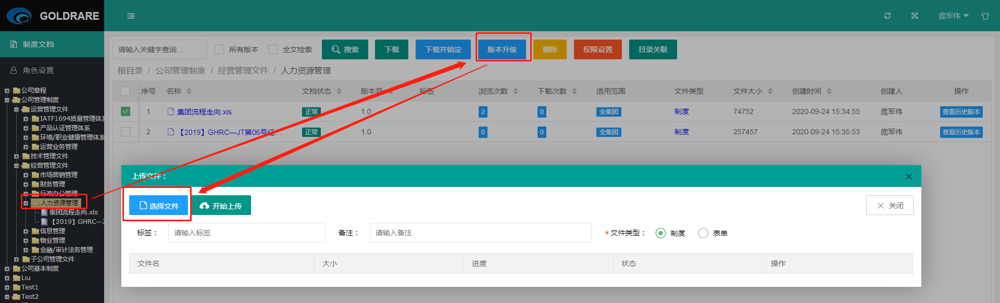 GOLDRARE
庞军伟
制度文档
角色设置
请输入关键字查询...
所有版本
全文检索
搜索
下载
下载并锁定
版本升级
删除
权限设置
目录关联
根目录 / 公司管理制度 / 经营管理文件 / 人力资源管理
序号 名称 文档状态 版本号 标签 浏览次数 下载次数 适用范围 文件类型 文件大小 创建时间 创建人 操作
1 集团流程走向.xls 正常 1.0 2 0 全集团 制度 74752 2020-09-24 15:34:55 庞军伟 查看历史版本
2 【2019】GHRC—JT第06号任... 正常 1.0 0 0 全集团 制度 257457 2020-09-24 15:35:53 庞军伟 查看历史版本
公司章程
公司管理制度
运营管理文件
IATF1694质量管理体系
产品认证管理体系
环境/职业健康管理体系
运营业务管理
技术管理文件
经营管理文件
市场营销管理
财务管理
行政办公管理
人力资源管理
集团流程走向.xls
【2019】GHRC—J
信息管理
物业管理
金融/审计法务管理
子公司管理文件
公司基本制度
Liu
Test1
Test2
上传文件：
选择文件
开始上传
关闭
标签： 请输入标签
备注： 请输入备注
*文件类型： 制度 表单
文件名 大小 进度 状态 操作